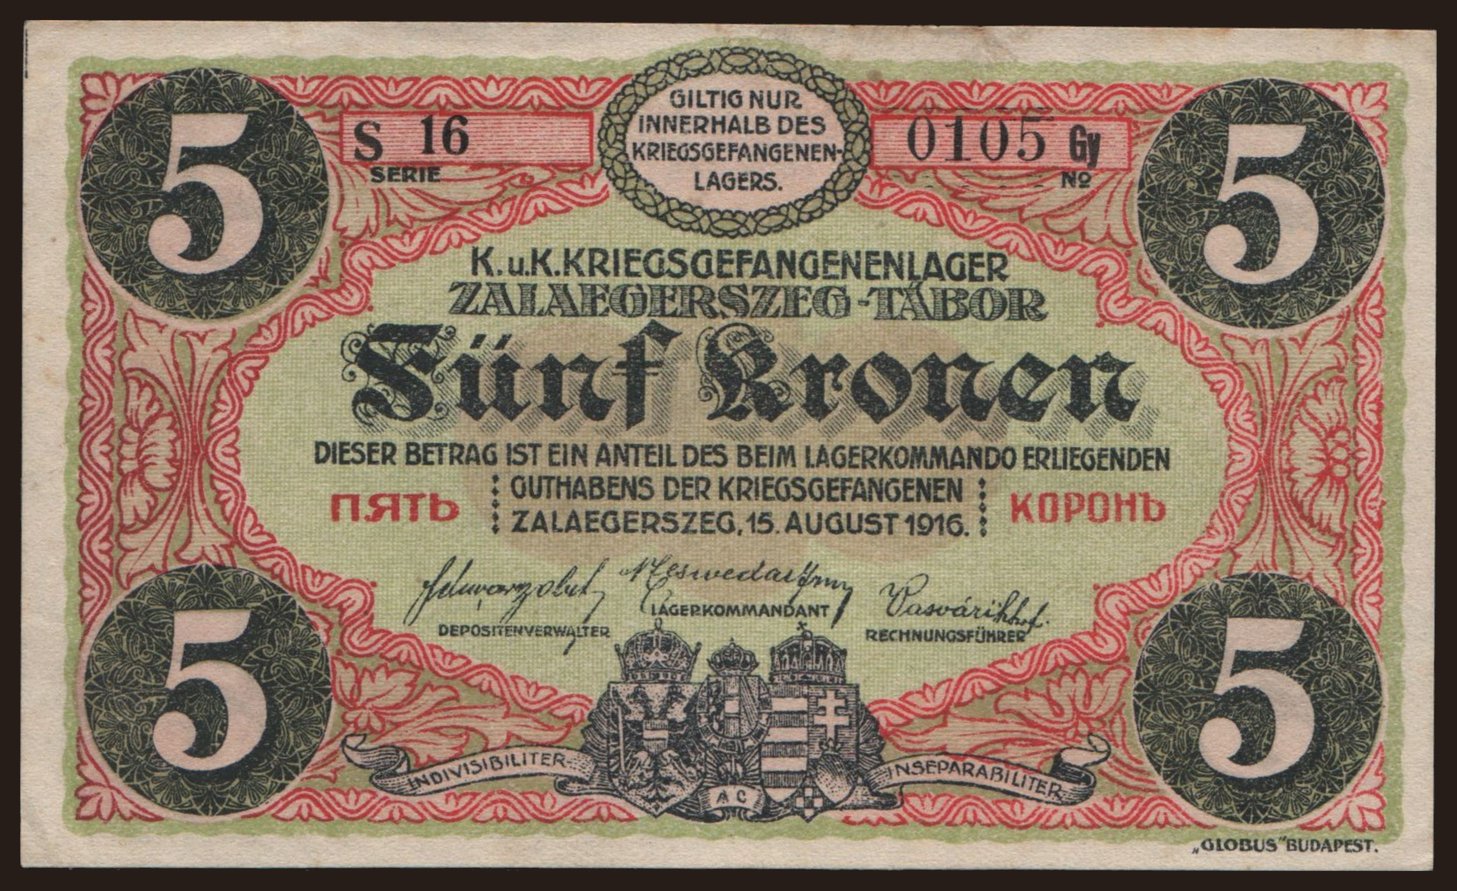 5
5
GILTIG NUR
INNERHALB DES
KRIEGSGEFANGENEN-
LAGERS.
S 16
SERIE
0105 Gy
No
K.u.K.KRIEGSGEFANGENENLAGER
ZALAEGERSZEG-TÁBOR
Fünf Kronen
DIESER BETRAG IST EIN ANTEIL DES BEIM LAGERKOMMANDO ERLIEGENDEN
ПЯТЬ GUTHABENS DER KRIEGSGEFANGENEN КОРОНЪ
ZALAEGERSZEG, 15. AUGUST 1916.
DEPOSITENVERWALTER
LAGERKOMMANDANT
RECHNUNGSFÜHRER
5
5
INDIVISIBILITER
AC
INSEPARABILITER
„GLOBUS" BUDAPEST.